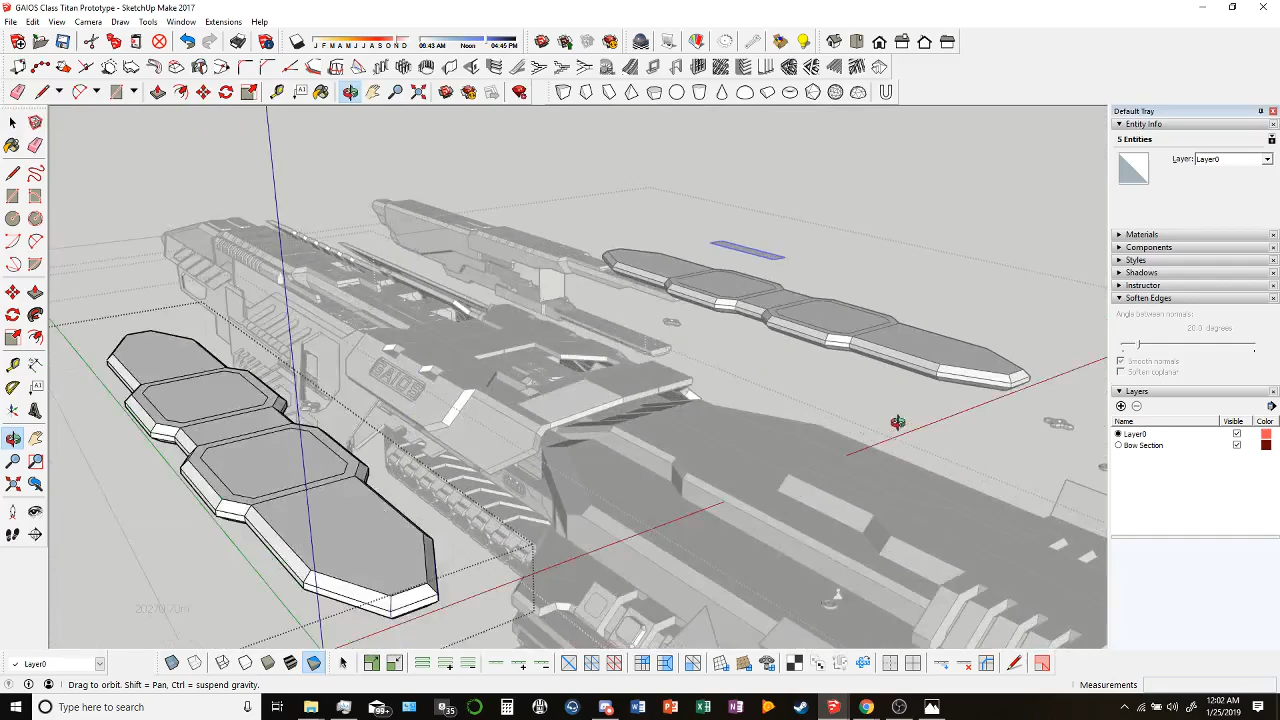 GAIOS Class Titan Prototype - SketchUp Make 2017
File Edit View Camera Draw Tools Window Extensions Help
J F M A M J J A S O N D 06:43 AM Noon 04:45 PM
Default Tray
Entity Info
5 Entities
Layer: Layer0
Materials
Components
Styles
Shadows
Instructor
Soften Edges
Angle between normals:
20.0 degrees
Smooth normals
Soften coplanar
Layers
Name Visible Color
Layer0
Bow Section
GAIOS
Layer0
Drag to orbit. Shift = Pan, Ctrl = suspend gravity.
Measurements
Type here to search
99+
35
12:02 AM
1/25/2019